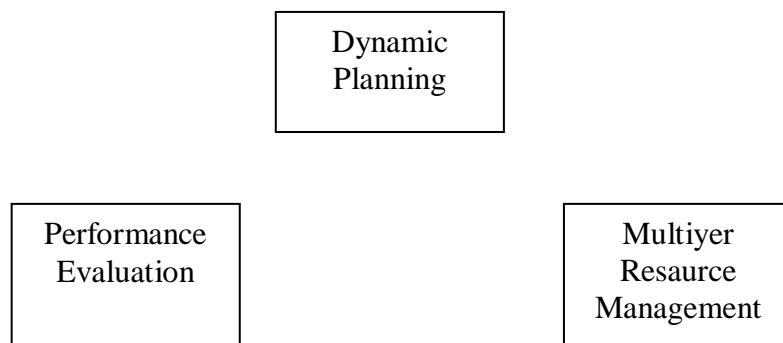 Dynamic
Planning
Performance
Evaluation
Multiyer
Resaurce
Management